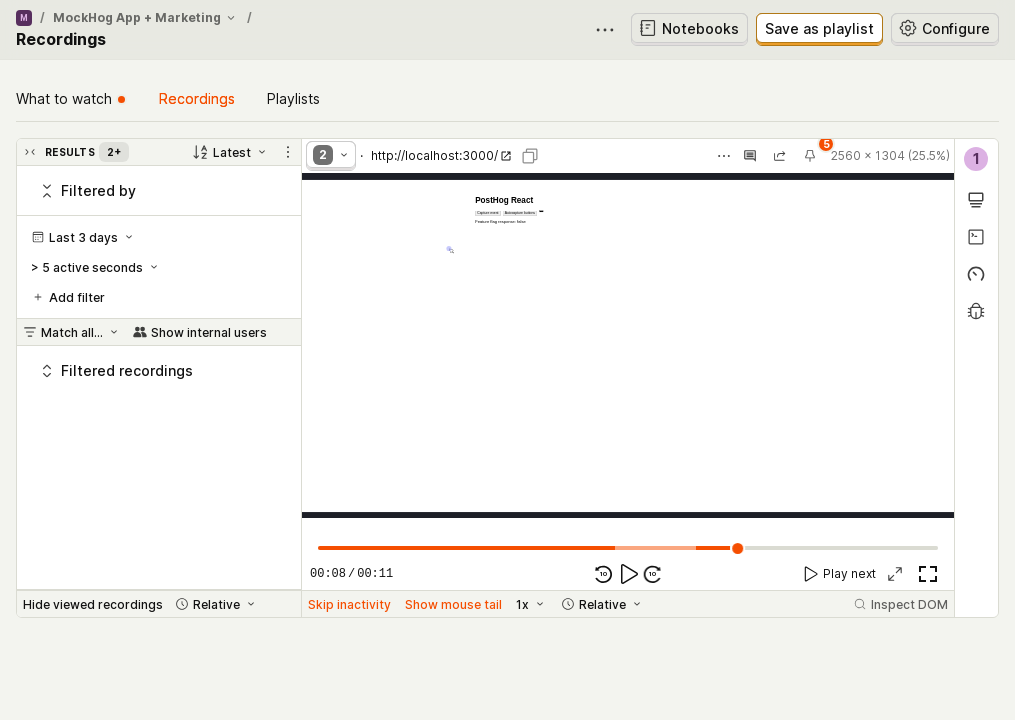 M / MockHog App + Marketing /
Recordings
Notebooks
Save as playlist
Configure
What to watch
Recordings
Playlists
RESULTS 2+
Latest
Filtered by
Last 3 days
> 5 active seconds
Add filter
Match all...
Show internal users
Filtered recordings
Hide viewed recordings
Relative
2 · http://localhost:3000/
5
2560 × 1304 (25.5%)
PostHog React
Capture event Autocapture buttons
Feature flag response: false
00:08 / 00:11
10
10
Play next
Skip inactivity
Show mouse tail
1x
Relative
Inspect DOM
1